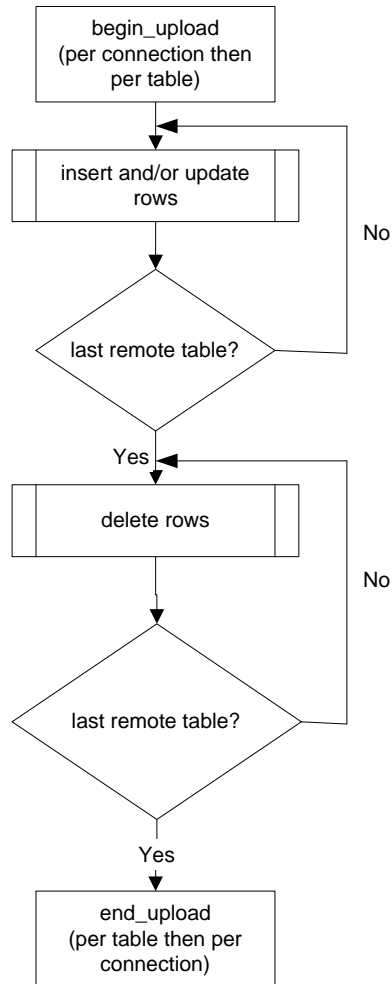 begin_upload
(per connection then
per table)
insert and/or update
rows
No
last remote table?
Yes
delete rows
No
last remote table?
Yes
end_upload
(per table then per
connection)